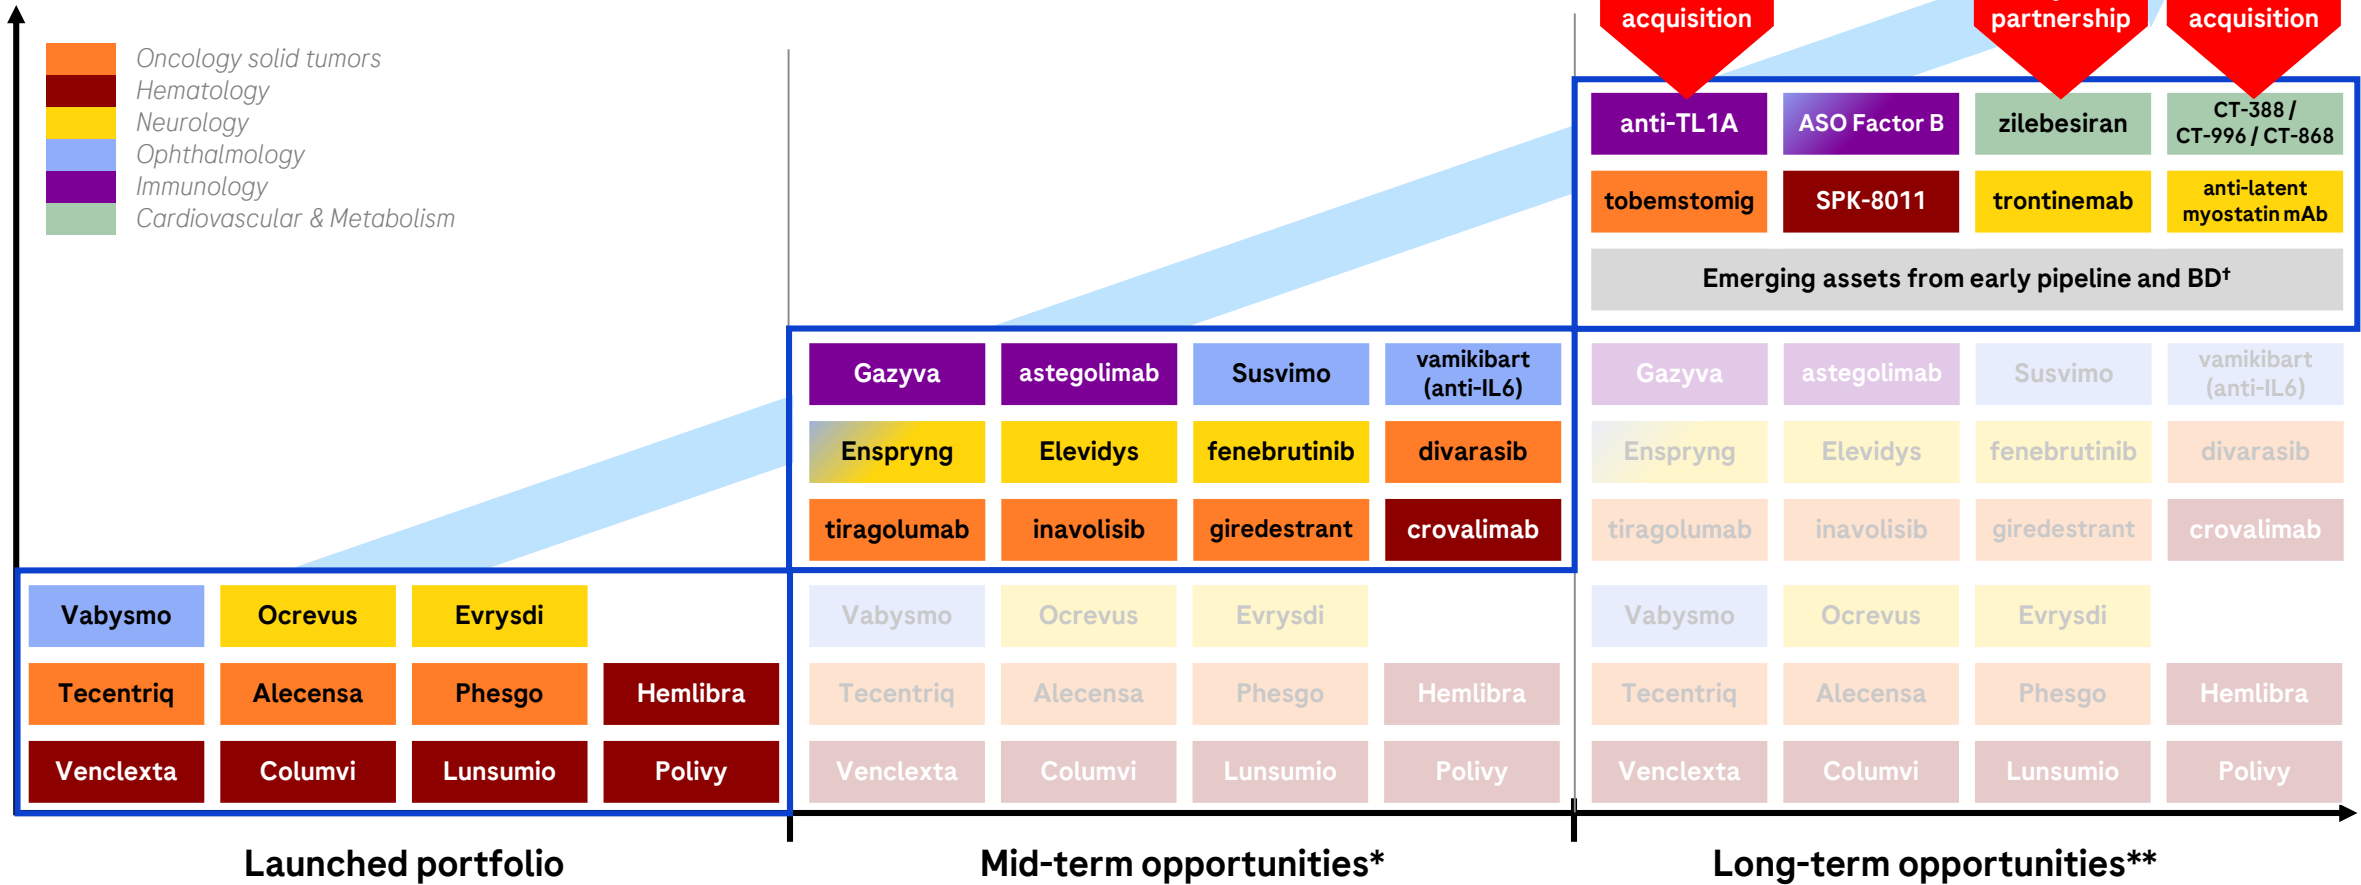 acquisition
partnership
acquisition
Oncology solid tumors
Hematology
Neurology
Ophthalmology
Immunology
Cardiovascular & Metabolism
anti-TL1A
ASO Factor B
zilebesiran
CT-388 /
CT-996 / CT-868
tobemstomig
SPK-8011
trontinemab
anti-latent
myostatin mAb
Emerging assets from early pipeline and BD†
Gazyva
astegolimab
Susvimo
vamikibart
(anti-IL6)
Gazyva
astegolimab
Susvimo
vamikibart
(anti-IL6)
Enspryng
Elevidys
fenebrutinib
divarasib
Enspryng
Elevidys
fenebrutinib
divarasib
tiragolumab
inavolisib
giredestrant
crovalimab
tiragolumab
inavolisib
giredestrant
crovalimab
Vabysmo
Ocrevus
Evrysdi
Vabysmo
Ocrevus
Evrysdi
Vabysmo
Ocrevus
Evrysdi
Tecentriq
Alecensa
Phesgo
Hemlibra
Tecentriq
Alecensa
Phesgo
Hemlibra
Tecentriq
Alecensa
Phesgo
Hemlibra
Venclexta
Columvi
Lunsumio
Polivy
Venclexta
Columvi
Lunsumio
Polivy
Venclexta
Columvi
Lunsumio
Polivy
Launched portfolio
Mid-term opportunities*
Long-term opportunities**